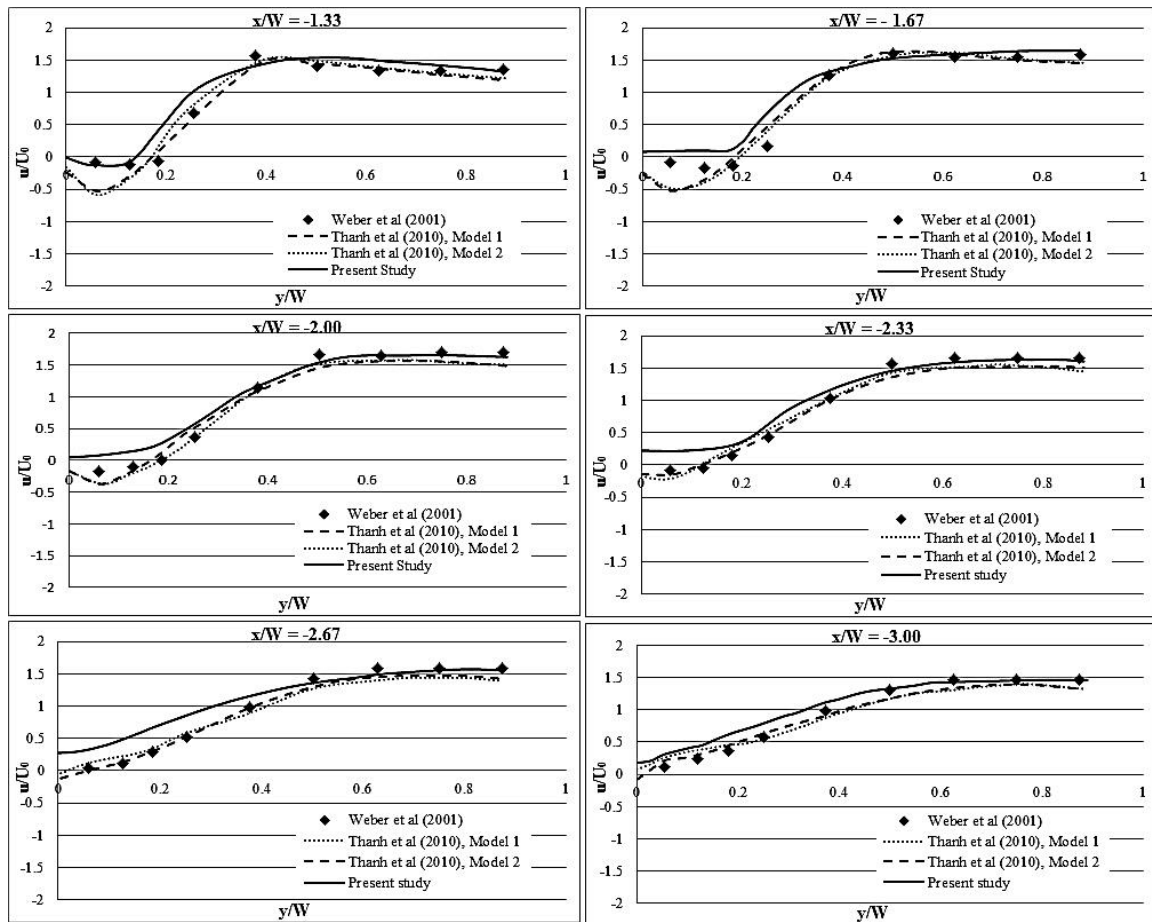 x/W = -1.33
2
1.5
1
0.5
0
-0.5
-1
-1.5
-2
0
0.2
0.4
0.6
0.8
1
u/U0
y/W
Weber et al (2001)
Thanh et al (2010), Model 1
Thanh et al (2010), Model 2
Present Study
x/W = - 1.67
2
1.5
1
0.5
0
-0.5
-1
-1.5
-2
0
0.2
0.4
0.6
0.8
1
u/U0
y/W
Weber et al (2001)
Thanh et al (2010), Model 1
Thanh et al (2010), Model 2
Present Study
x/W = -2.00
2
1.5
1
0.5
0
-0.5
-1
-1.5
-2
0
0.2
0.4
0.6
0.8
1
u/U0
y/W
Weber et al (2001)
Thanh et al (2010), Model 1
Thanh et al (2010), Model 2
Present Study
x/W = -2.33
2
1.5
1
0.5
0
-0.5
-1
-1.5
-2
0
0.2
0.4
0.6
0.8
1
u/U0
y/W
Weber et al (2001)
Thanh et al (2010), Model 1
Thanh et al (2010), Model 2
Present study
x/W = -2.67
2
1.5
1
0.5
0
-0.5
-1
-1.5
-2
0
0.2
0.4
0.6
0.8
1
u/U0
y/W
Weber et al (2001)
Thanh et al (2010), Model 1
Thanh et al (2010), Model 2
Present study
x/W = -3.00
2
1.5
1
0.5
0
-0.5
-1
-1.5
-2
0
0.2
0.4
0.6
0.8
1
u/U0
y/W
Weber et al (2001)
Thanh et al (2010), Model 1
Thanh et al (2010), Model 2
Present study